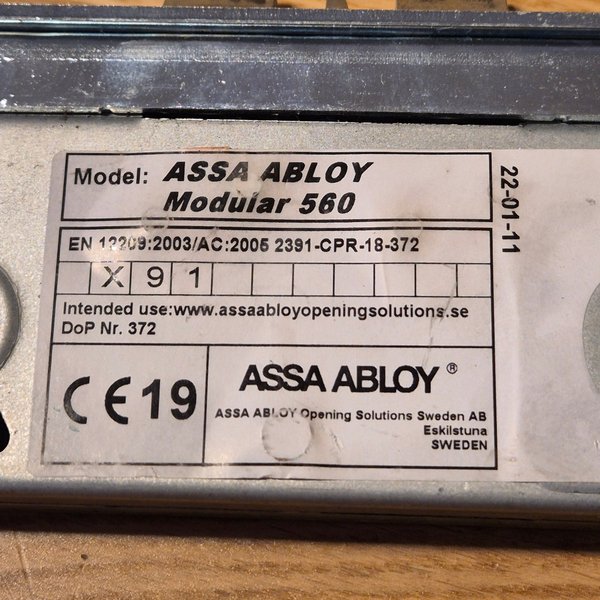 Model: ASSA ABLOY
Modular 560
EN 12209:2003/AC:2005 2391-CPR-18-372
X 9 1
Intended use:www.assaabloyopeningsolutions.se
DoP Nr. 372
CE 19
ASSA ABLOY ®
ASSA ABLOY Opening Solutions Sweden AB
Eskilstuna
SWEDEN
22-01-11